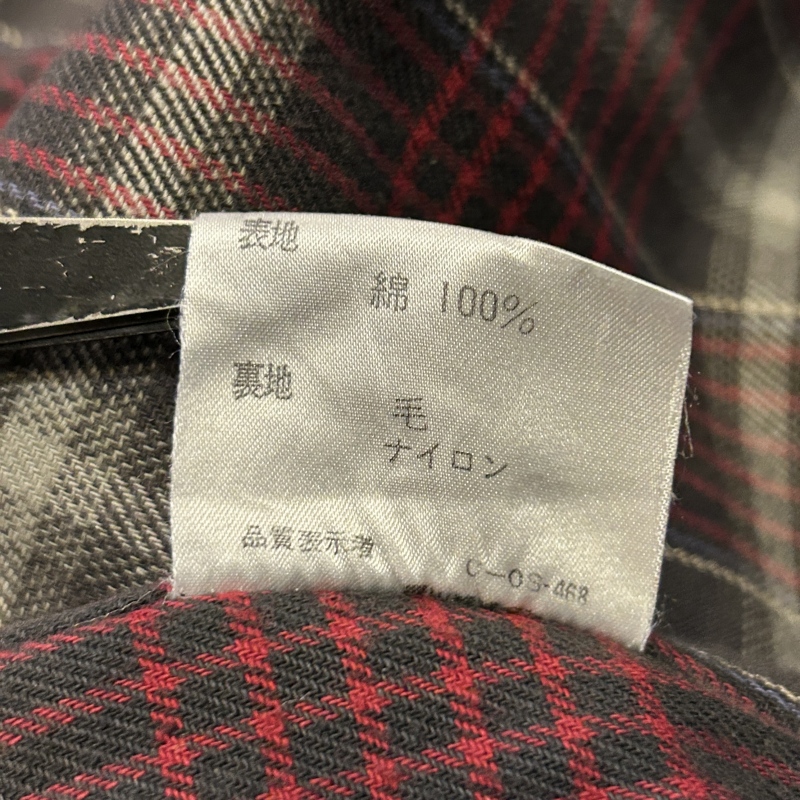 表地
綿 100%
裏地
毛
ナイロン
品質表示者
C-OS-468